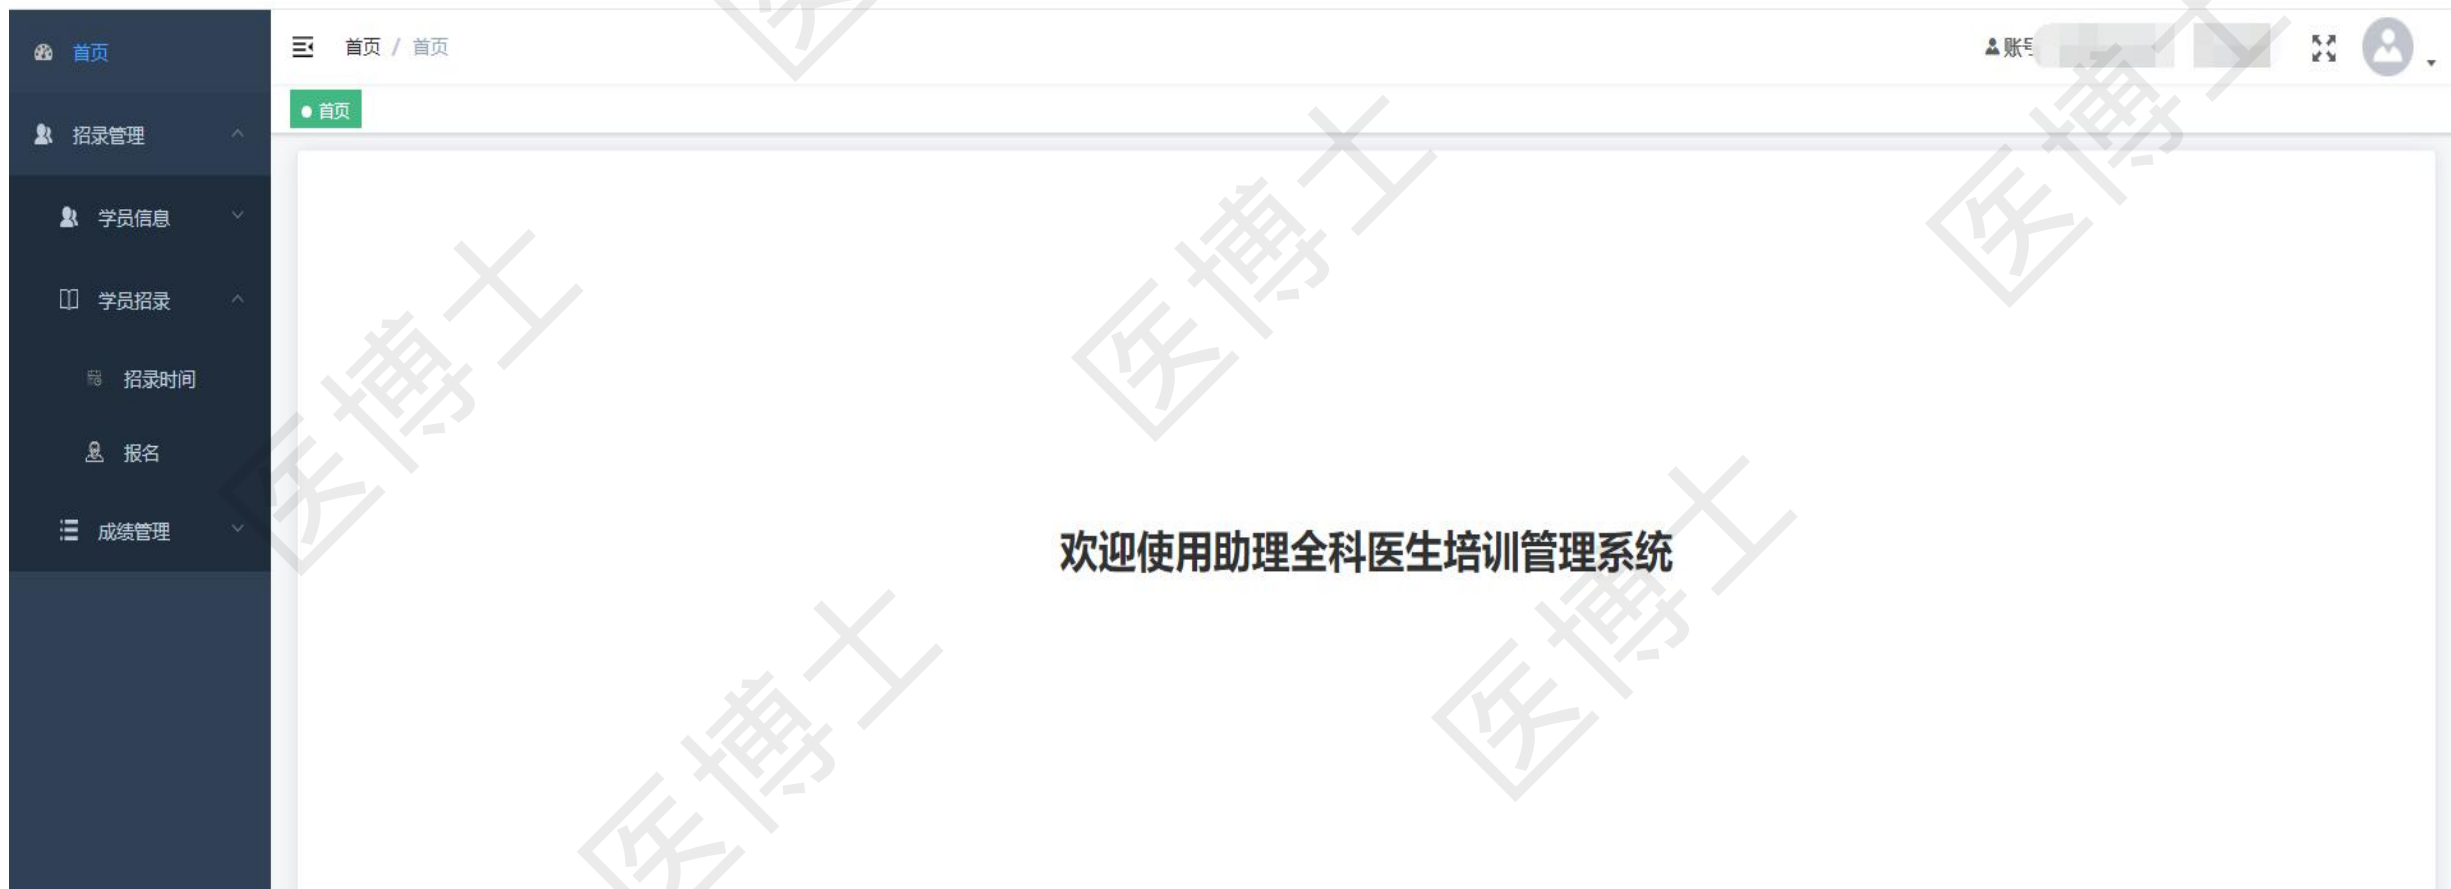 首页
招录管理
学员信息
学员招录
招录时间
报名
成绩管理
首页 / 首页
账号
首页
欢迎使用助理全科医生培训管理系统
医博士
医博士
医博士
医博士
医博士